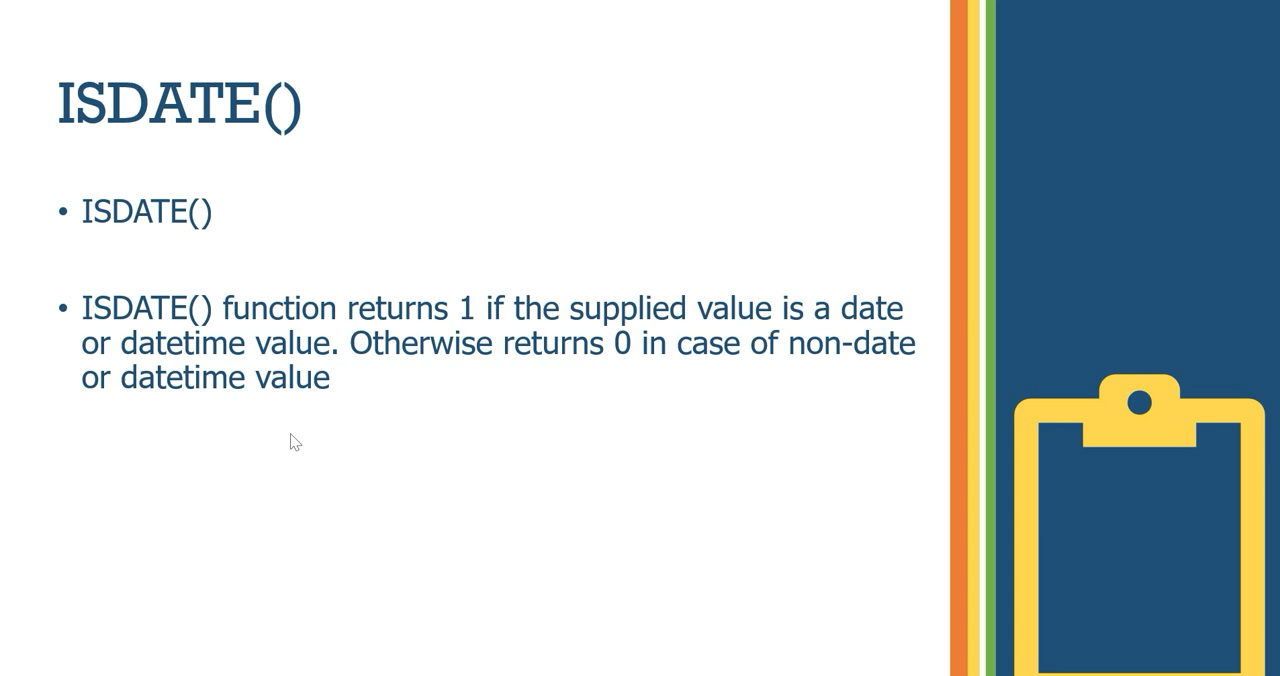 ISDATE()
• ISDATE()
• ISDATE() function returns 1 if the supplied value is a date
or datetime value. Otherwise returns 0 in case of non-date
or datetime value